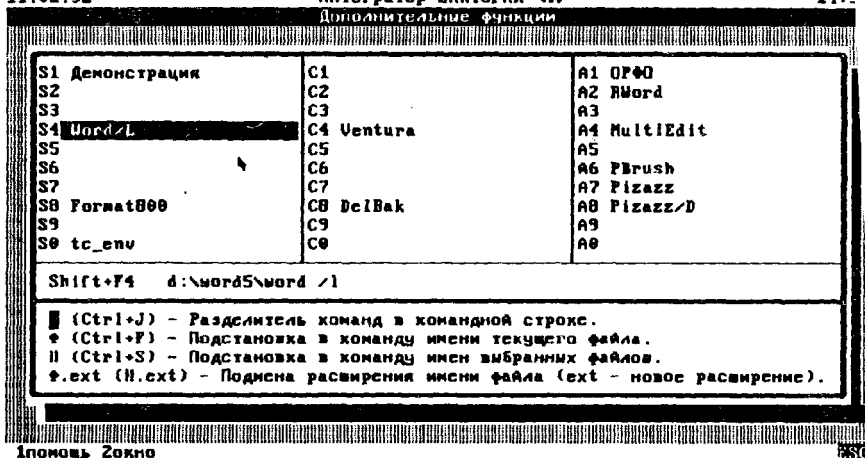 Дополнительные функции
S1 Демонстрация
S2
S3
S4 Word/L
S5
S6
S7
S8 Format800
S9
S0 tc_env
C1
C2
C3
C4 Ventura
C5
C6
C7
C8 DelBak
C9
C0
A1 ОРФО
A2 RWord
A3
A4 MultiEdit
A5
A6 PBrush
A7 Pizazz
A8 Pizazz/D
A9
A0
Shift+F4 d:\word5\word /l
(Ctrl+J) - Разделитель команд в командной строке.
(Ctrl+F) - Подстановка в команду имени текущего файла.
(Ctrl+S) - Подстановка в команду имен выбранных файлов.
.ext (.ext) - Подмена расширения имени файла (ext - новое расширение).
1помощь 2окно